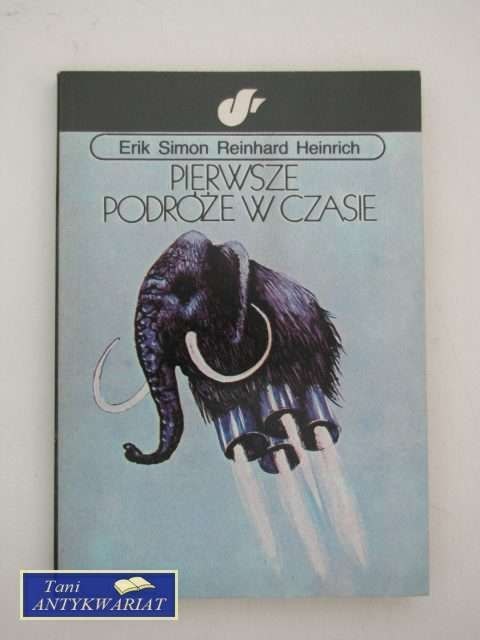 Erik Simon Reinhard Heinrich
PIERWSZE
PODRÓŻE W CZASIE
Tani
ANTYKWARIAT